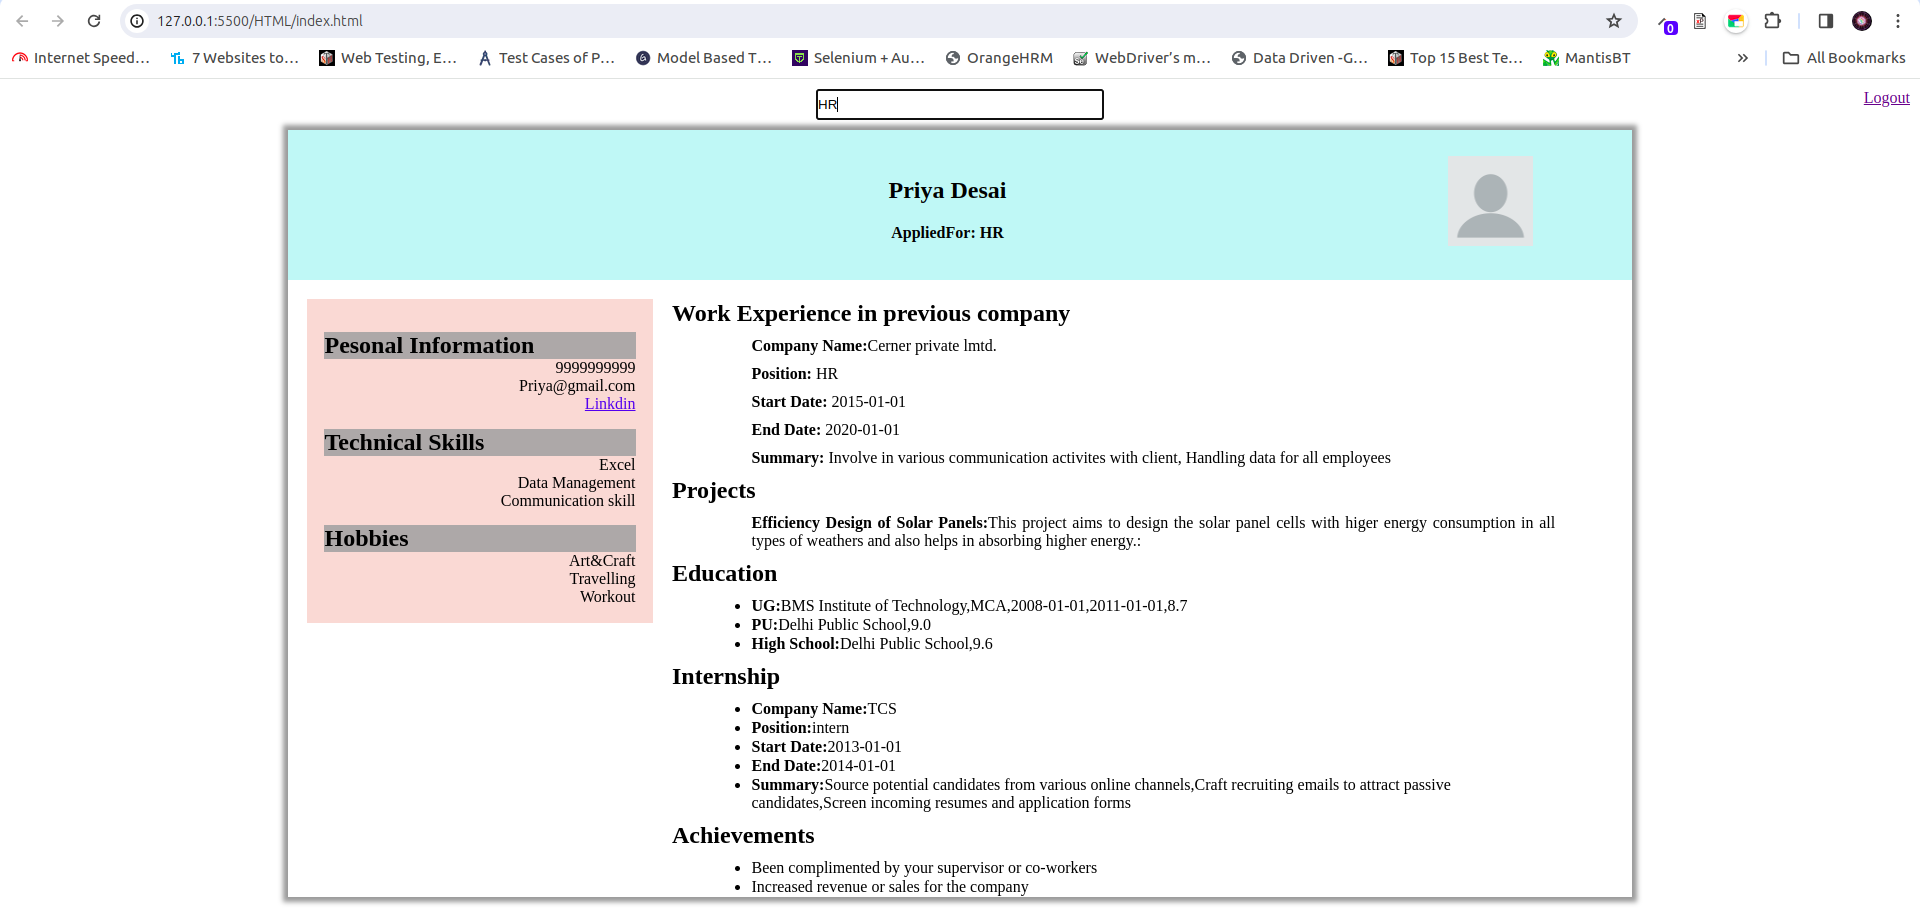 127.0.0.1:5500/HTML/index.html
0
Internet Speed... 7 Websites to... Web Testing, E... Test Cases of P... Model Based T... Selenium + Au... OrangeHRM WebDriver's m... Data Driven -G... Top 15 Best Te... MantisBT » All Bookmarks
HR
Logout
Priya Desai
AppliedFor: HR
Pesonal Information
9999999999
Priya@gmail.com
Linkdin
Technical Skills
Excel
Data Management
Communication skill
Hobbies
Art&Craft
Travelling
Workout
Work Experience in previous company
Company Name:Cerner private lmtd.
Position: HR
Start Date: 2015-01-01
End Date: 2020-01-01
Summary: Involve in various communication activites with client, Handling data for all employees
Projects
Efficiency Design of Solar Panels:This project aims to design the solar panel cells with higer energy consumption in all
types of weathers and also helps in absorbing higher energy.:
Education
UG:BMS Institute of Technology,MCA,2008-01-01,2011-01-01,8.7
PU:Delhi Public School,9.0
High School:Delhi Public School,9.6
Internship
Company Name:TCS
Position:intern
Start Date:2013-01-01
End Date:2014-01-01
Summary:Source potential candidates from various online channels,Craft recruiting emails to attract passive
candidates,Screen incoming resumes and application forms
Achievements
Been complimented by your supervisor or co-workers
Increased revenue or sales for the company